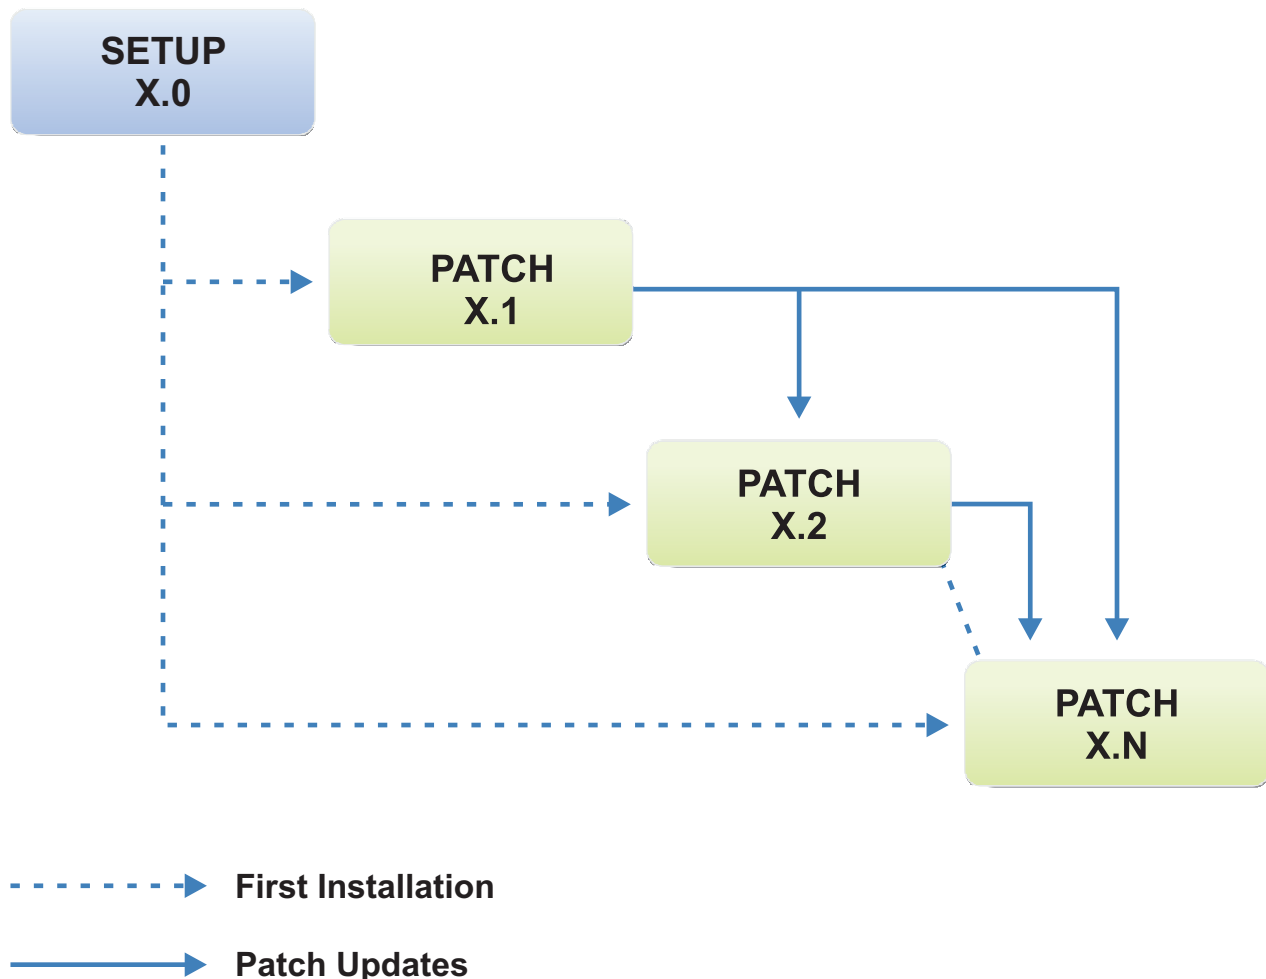 SETUP
X.0
PATCH
X.1
PATCH
X.2
PATCH
X.N
First Installation
Patch Updates